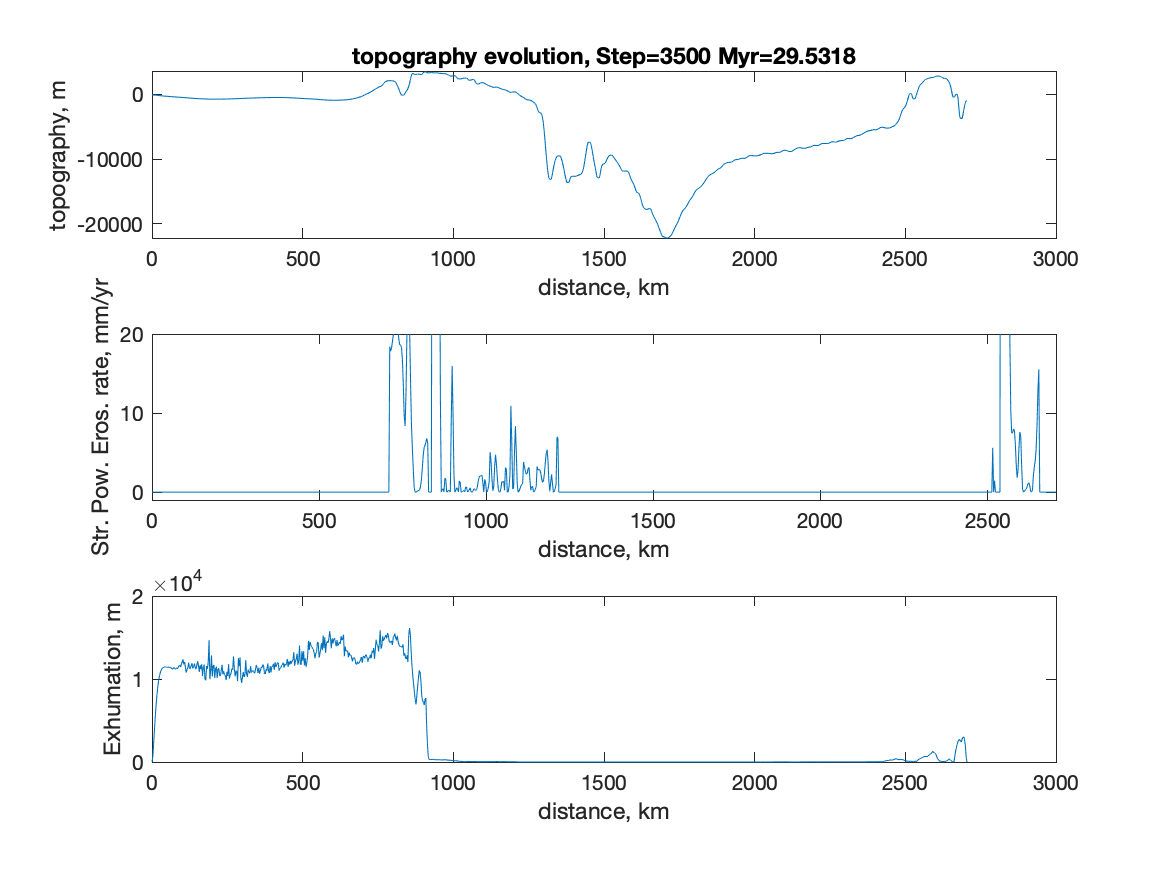 topography evolution, Step=3500 Myr=29.5318
topography, m
0
-10000
-20000
0 500 1000 1500 2000 2500 3000
distance, km
Str. Pow. Eros. rate, mm/yr
20
10
0
0 500 1000 1500 2000 2500
distance, km
×10⁴
Exhumation, m
2
1
0
0 500 1000 1500 2000 2500 3000
distance, km